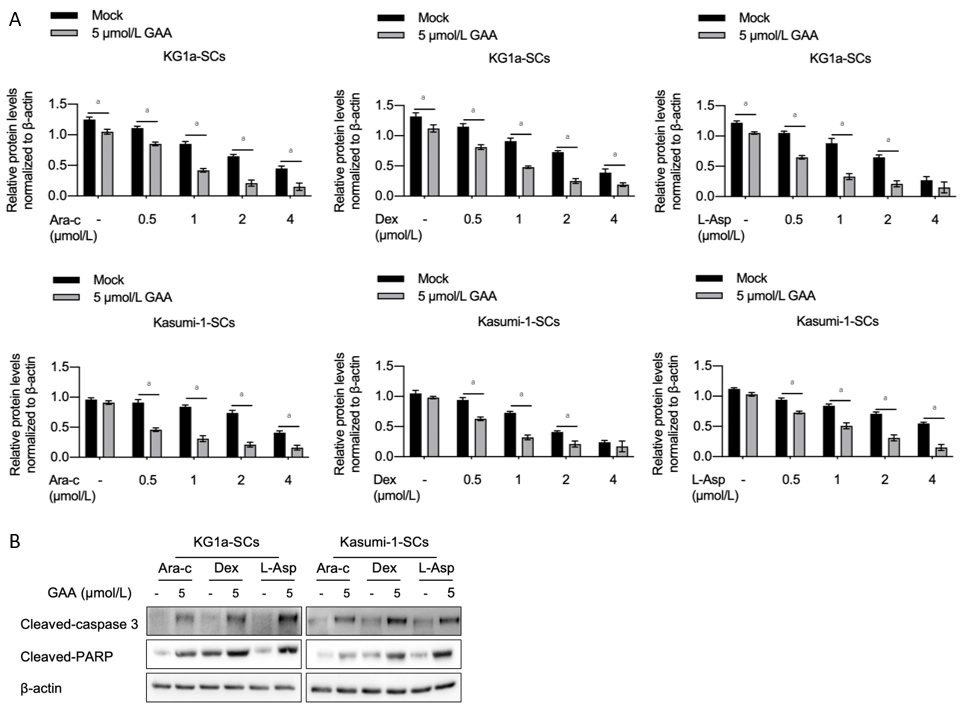 A
Mock
5 µmol/L GAA
KG1a-SCs
Relative protein levels
normalized to β-actin
1.5
1.0
0.5
0.0
a a a a a
Ara-c - 0.5 1 2 4
(µmol/L)
Mock
5 µmol/L GAA
KG1a-SCs
Relative protein levels
normalized to β-actin
1.5
1.0
0.5
0.0
a a a a a
Dex - 0.5 1 2 4
(µmol/L)
Mock
5 µmol/L GAA
KG1a-SCs
Relative protein levels
normalized to β-actin
1.5
1.0
0.5
0.0
a a a a
L-Asp - 0.5 1 2 4
(µmol/L)
Mock
5 µmol/L GAA
Kasumi-1-SCs
Relative protein levels
normalized to β-actin
1.5
1.0
0.5
0.0
a a a a
Ara-c - 0.5 1 2 4
(µmol/L)
Mock
5 µmol/L GAA
Kasumi-1-SCs
Relative protein levels
normalized to β-actin
1.5
1.0
0.5
0.0
a a a
Dex - 0.5 1 2 4
(µmol/L)
Mock
5 µmol/L GAA
Kasumi-1-SCs
Relative protein levels
normalized to β-actin
1.5
1.0
0.5
0.0
a a a a
L-Asp - 0.5 1 2 4
(µmol/L)
B
KG1a-SCs Kasumi-1-SCs
Ara-c Dex L-Asp Ara-c Dex L-Asp
GAA (µmol/L) - 5 - 5 - 5 - 5 - 5 - 5
Cleaved-caspase 3
Cleaved-PARP
β-actin